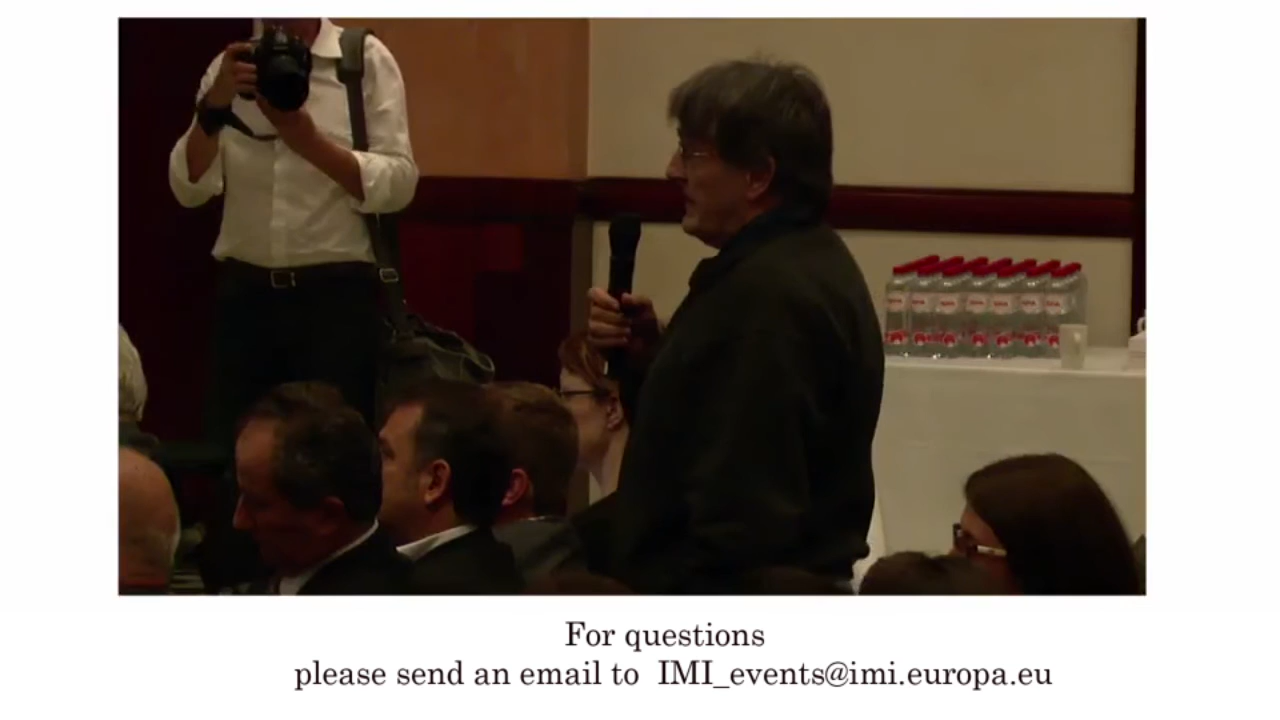 For questions
please send an email to IMI_events@imi.europa.eu